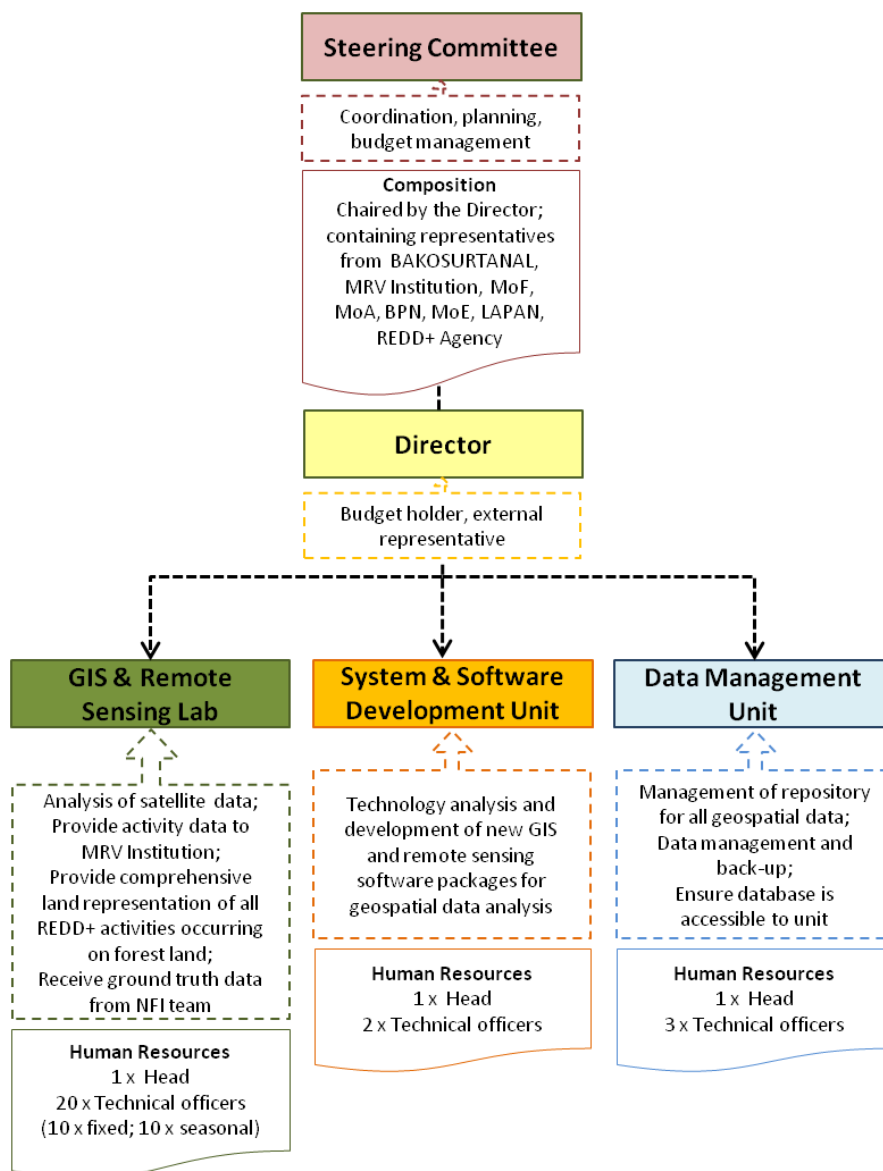 Steering Committee
Coordination, planning,
budget management
Composition
Chaired by the Director;
containing representatives
from BAKOSURTANAL,
MRV Institution, MoF,
MoA, BPN, MoE, LAPAN,
REDD+ Agency
Director
Budget holder, external
representative
GIS & Remote
Sensing Lab
Analysis of satellite data;
Provide activity data to
MRV Institution;
Provide comprehensive
land representation of all
REDD+ activities occurring
on forest land;
Receive ground truth data
from NFI team
Human Resources
1 x Head
20 x Technical officers
(10 x fixed; 10 x seasonal)
System & Software
Development Unit
Technology analysis and
development of new GIS
and remote sensing
software packages for
geospatial data analysis
Human Resources
1 x Head
2 x Technical officers
Data Management
Unit
Management of repository
for all geospatial data;
Data management and
back-up;
Ensure database is
accessible to unit
Human Resources
1 x Head
3 x Technical officers